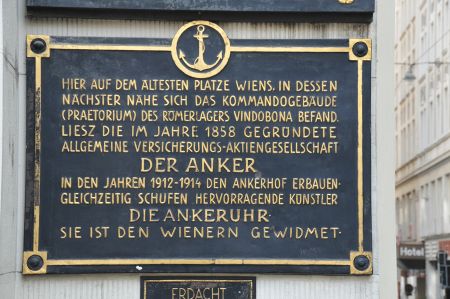 HIER AUF DEM ÄLTESTEN PLATZE WIENS, IN DESSEN
NÄCHSTER NÄHE SICH DAS KOMMANDOGEBÄUDE
(PRAETORIUM) DES RÖMERLAGERS VINDOBONA BEFAND,
LIESZ DIE IM JAHRE 1858 GEGRÜNDETE
ALLGEMEINE VERSICHERUNGS-AKTIENGESELLSCHAFT
DER ANKER
IN DEN JAHREN 1912-1914 DEN ANKERHOF ERBAUEN·
GLEICHZEITIG SCHUFEN HERVORRAGENDE KÜNSTLER
DIE ANKERUHR·
SIE IST DEN WIENERN GEWIDMET·
ERDACHT
Hotel